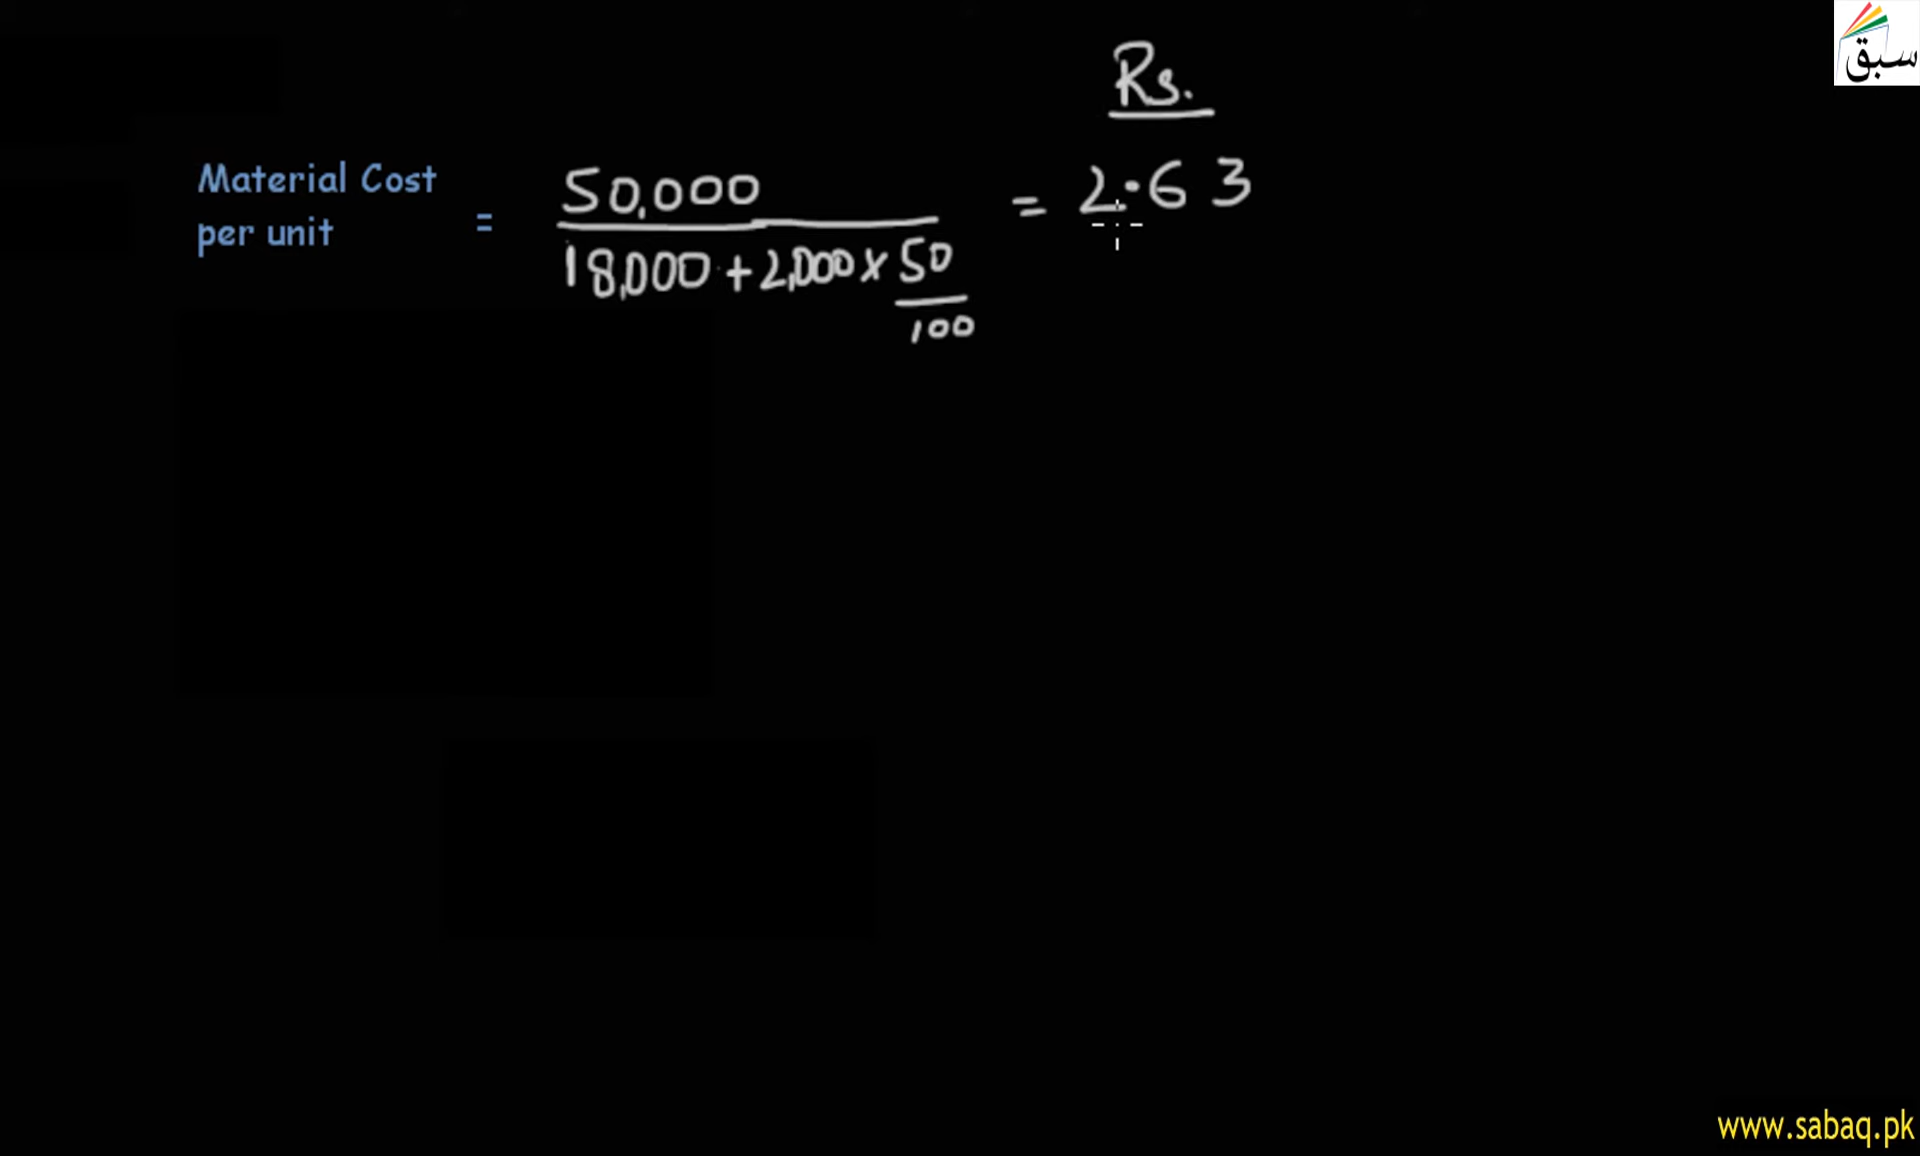 سبق
Rs.
Material Cost per unit = 50,000 / 18,000 + 2,000 x 50 / 100 = 2.63
www.sabaq.pk